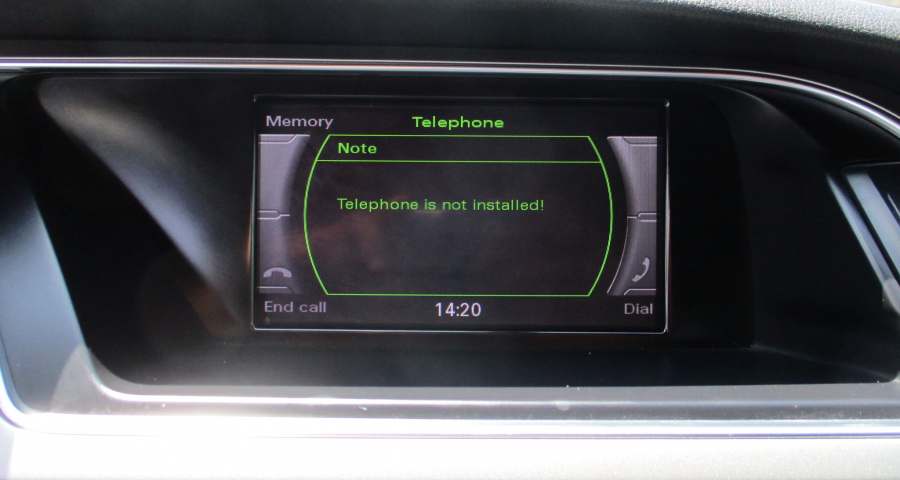 Memory
Telephone
Note
Telephone is not installed!
End call
14:20
Dial